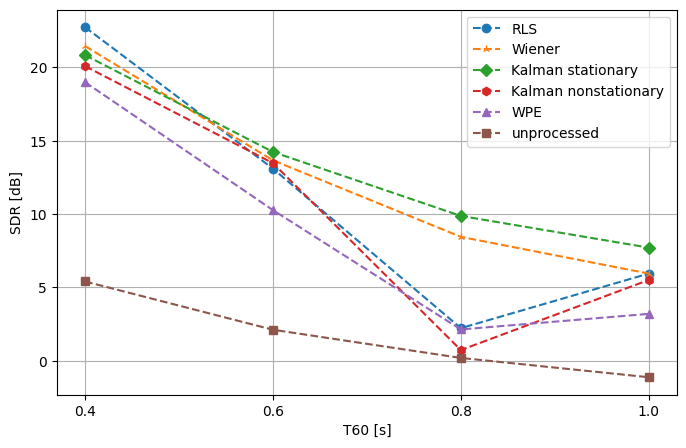 RLS
Wiener
Kalman stationary
Kalman nonstationary
WPE
unprocessed
SDR [dB]
20
15
10
5
0
0.4 0.6 0.8 1.0
T60 [s]